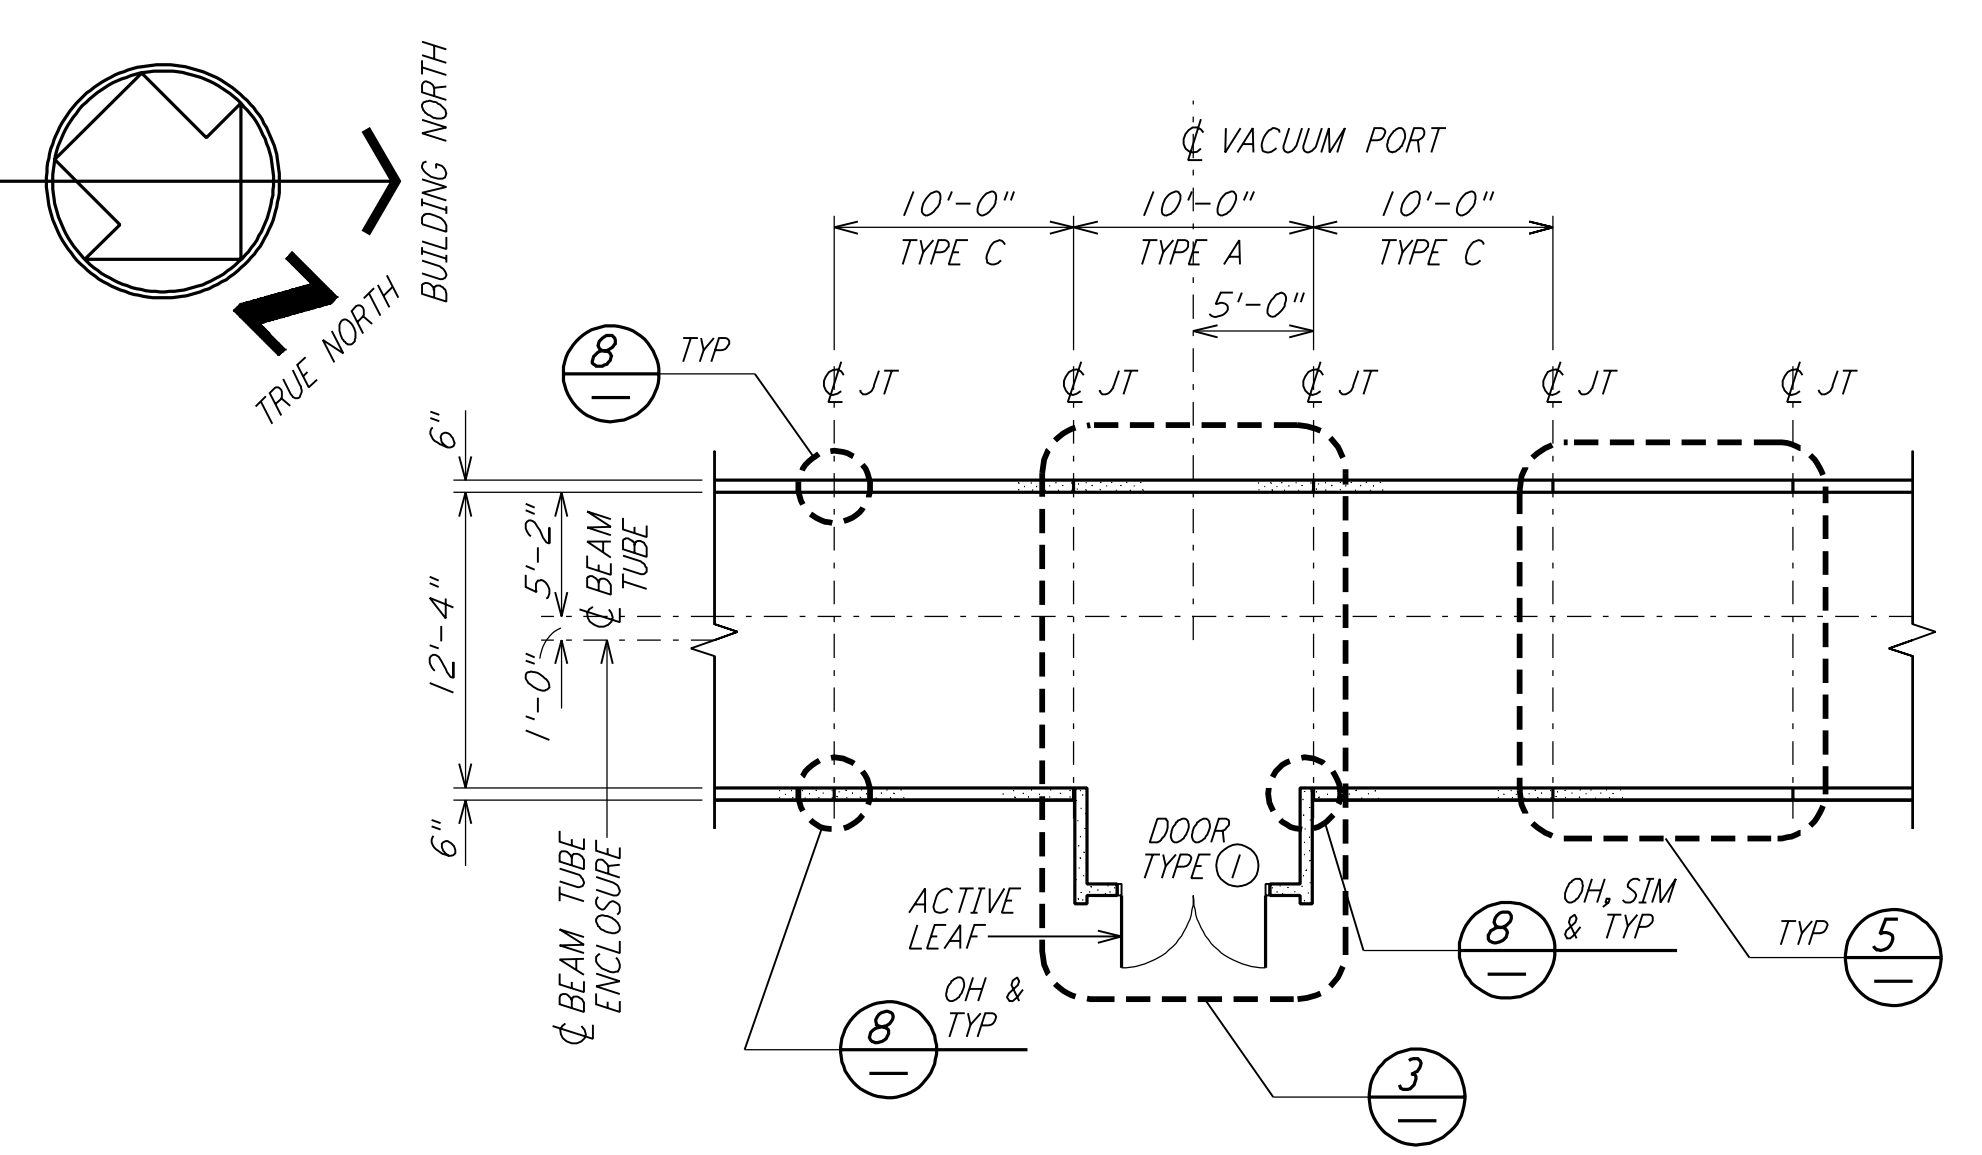 BUILDING NORTH
N
TRUE NORTH
℄ VACUUM PORT
10'-0"
TYPE C
10'-0"
TYPE A
10'-0"
TYPE C
5'-0"
8
TYP
℄ JT
℄ JT
℄ JT
℄ JT
℄ JT
6"
12'-4"
6"
5'-2"
1'-0"
℄ BEAM
TUBE
℄ BEAM TUBE
ENCLOSURE
DOOR
TYPE 1
ACTIVE
LEAF
8
OH &
TYP
8
OH, SIM
& TYP
TYP
5
3